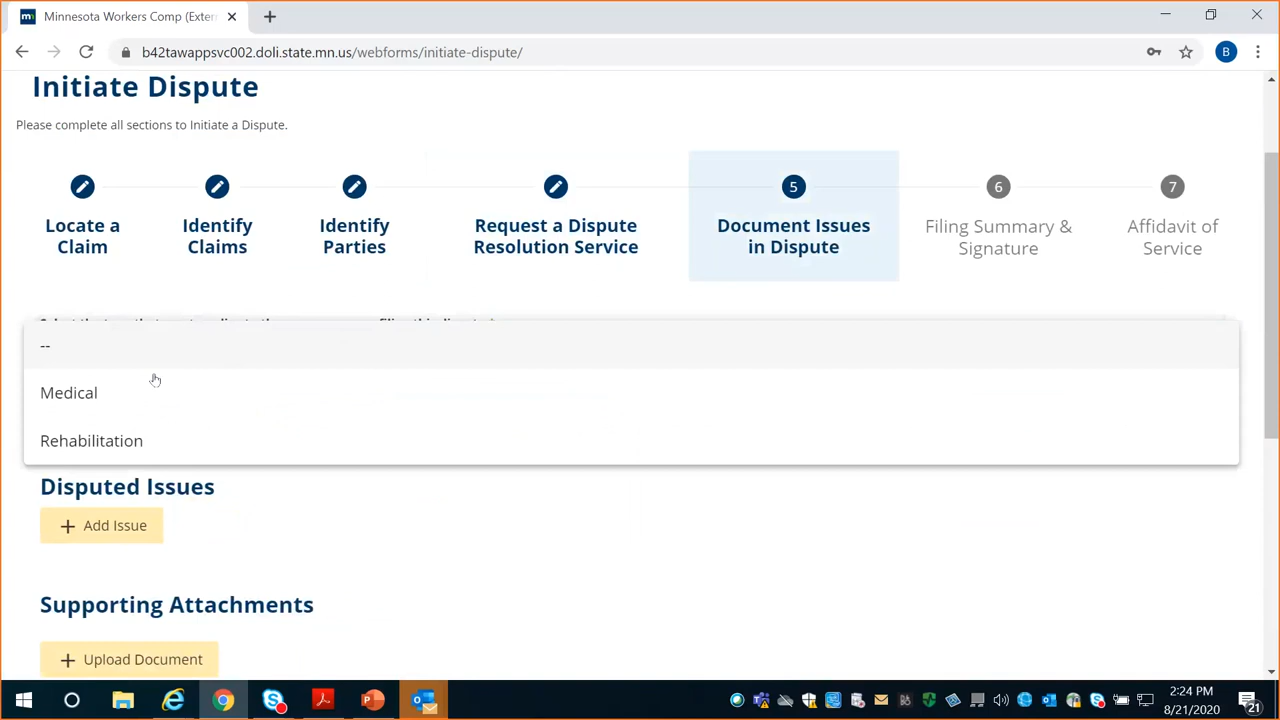 Minnesota Workers Comp (Exter
b42tawappsvc002.doli.state.mn.us/webforms/initiate-dispute/
B
Initiate Dispute
Please complete all sections to Initiate a Dispute.
5
6
7
Locate a
Claim
Identify
Claims
Identify
Parties
Request a Dispute
Resolution Service
Document Issues
in Dispute
Filing Summary &
Signature
Affidavit of
Service
--
Medical
Rehabilitation
Disputed Issues
+ Add Issue
Supporting Attachments
+ Upload Document
2:24 PM
8/21/2020
21